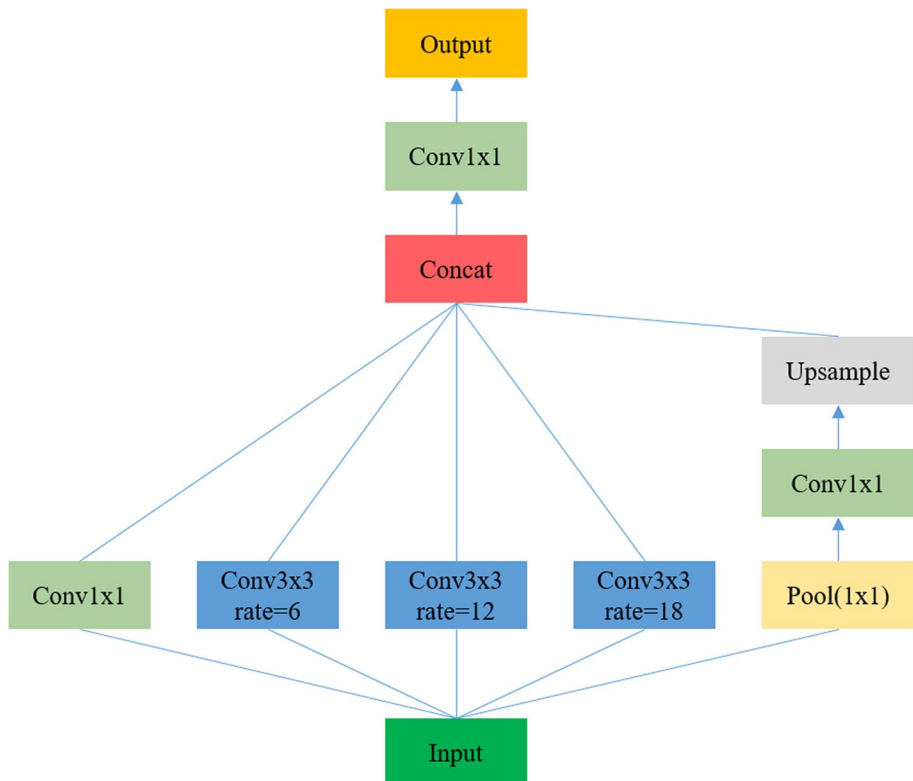 Output
Conv1x1
Concat
Upsample
Conv1x1
Conv1x1
Conv3x3
rate=6
Conv3x3
rate=12
Conv3x3
rate=18
Pool(1x1)
Input